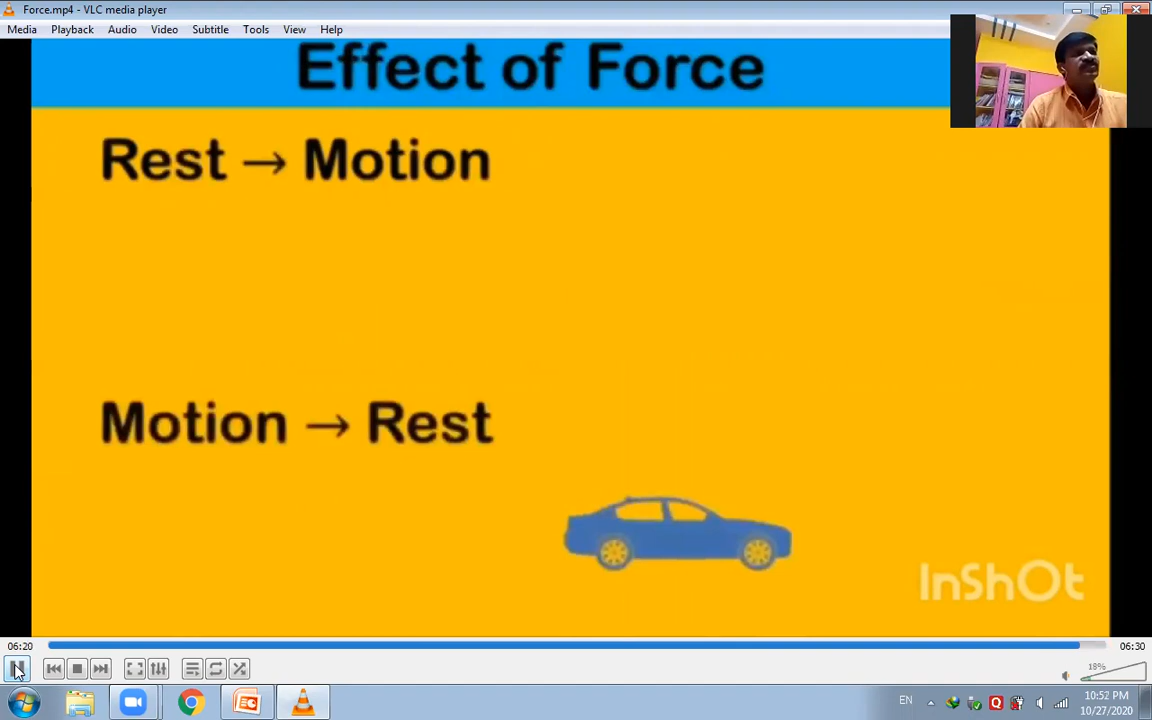 Force.mp4 - VLC media player
Media Playback Audio Video Subtitle Tools View Help
Effect of Force
Rest → Motion
Motion → Rest
InShOt
06:20
06:30
18%
EN
10:52 PM
10/27/2020